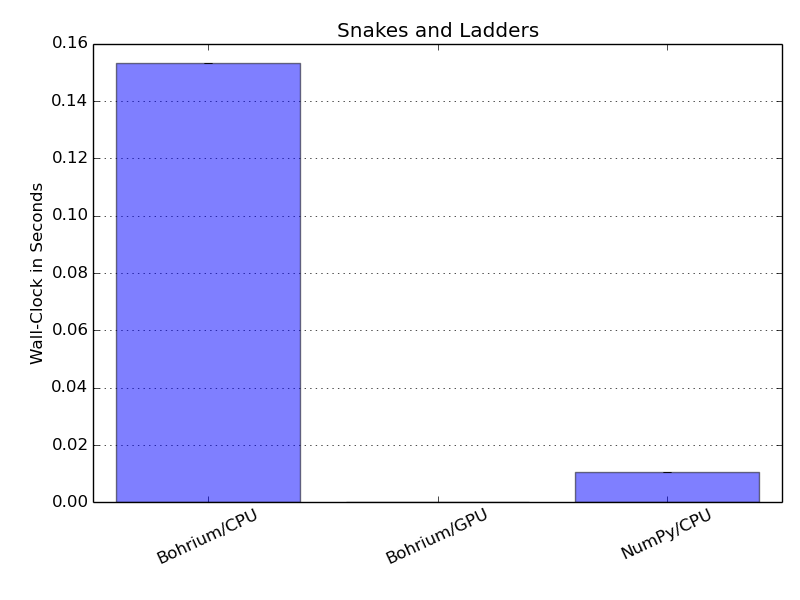 Snakes and Ladders
Wall-Clock in Seconds
0.16
0.14
0.12
0.10
0.08
0.06
0.04
0.02
0.00
Bohrium/CPU
Bohrium/GPU
NumPy/CPU